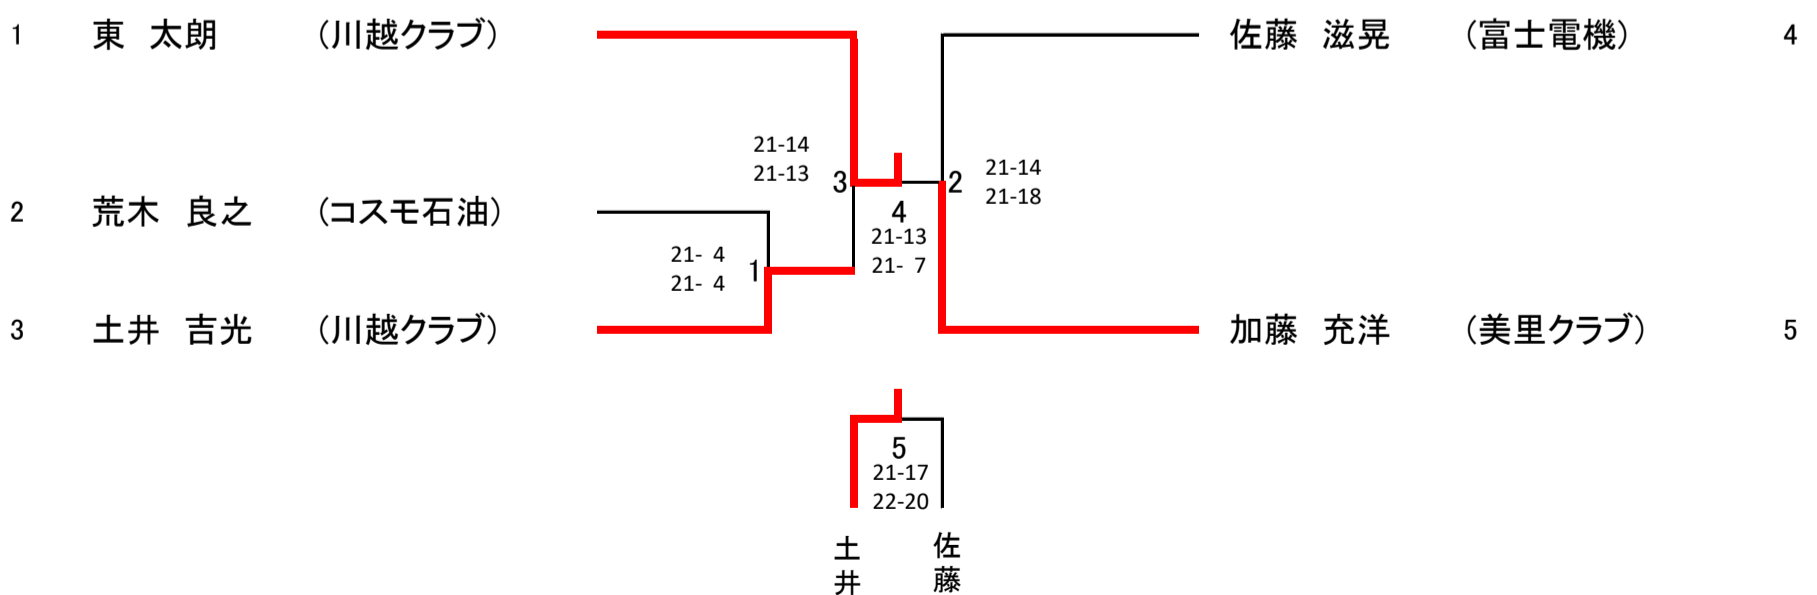 1 東 太朗 (川越クラブ)
佐藤 滋晃 (富士電機) 4
21-14
21-13
3
2
21-14
21-18
2 荒木 良之 (コスモ石油)
4
21-13
21- 7
21- 4
21- 4
1
3 土井 吉光 (川越クラブ)
加藤 充洋 (美里クラブ) 5
5
21-17
22-20
土井
佐藤